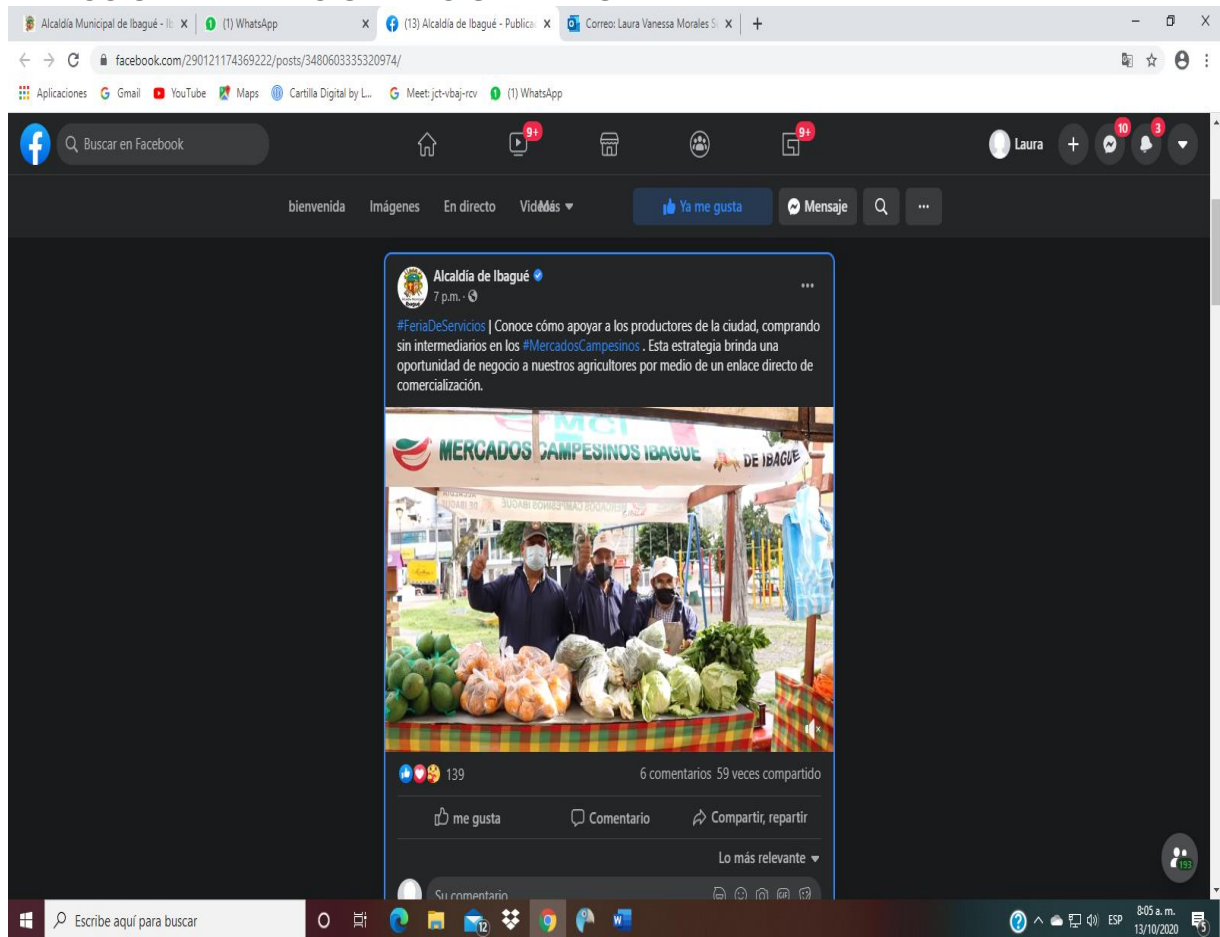 Alcaldía Municipal de Ibagué - Ib
(1) WhatsApp
(13) Alcaldía de Ibagué - Publicac
Correo: Laura Vanessa Morales S
facebook.com/290121174369222/posts/3480603335320974/
Aplicaciones
Gmail
YouTube
Maps
Cartilla Digital by L...
Meet: jct-vbaj-rcv
(1) WhatsApp
Buscar en Facebook
9+
9+
Laura
10
3
bienvenida
Imágenes
En directo
Ya me gusta
Mensaje
Alcaldía de Ibagué
7 p.m. ·
#FeriaDeServicios | Conoce cómo apoyar a los productores de la ciudad, comprando
sin intermediarios en los #MercadosCampesinos . Esta estrategia brinda una
oportunidad de negocio a nuestros agricultores por medio de un enlace directo de
comercialización.
MCI
MERCADOS CAMPESINOS IBAGUE
DE IBAGUE
139
6 comentarios 59 veces compartido
me gusta
Comentario
Compartir, repartir
Lo más relevante
Su comentario
193
Escribe aquí para buscar
12
ESP
8:05 a. m.
13/10/2020
5